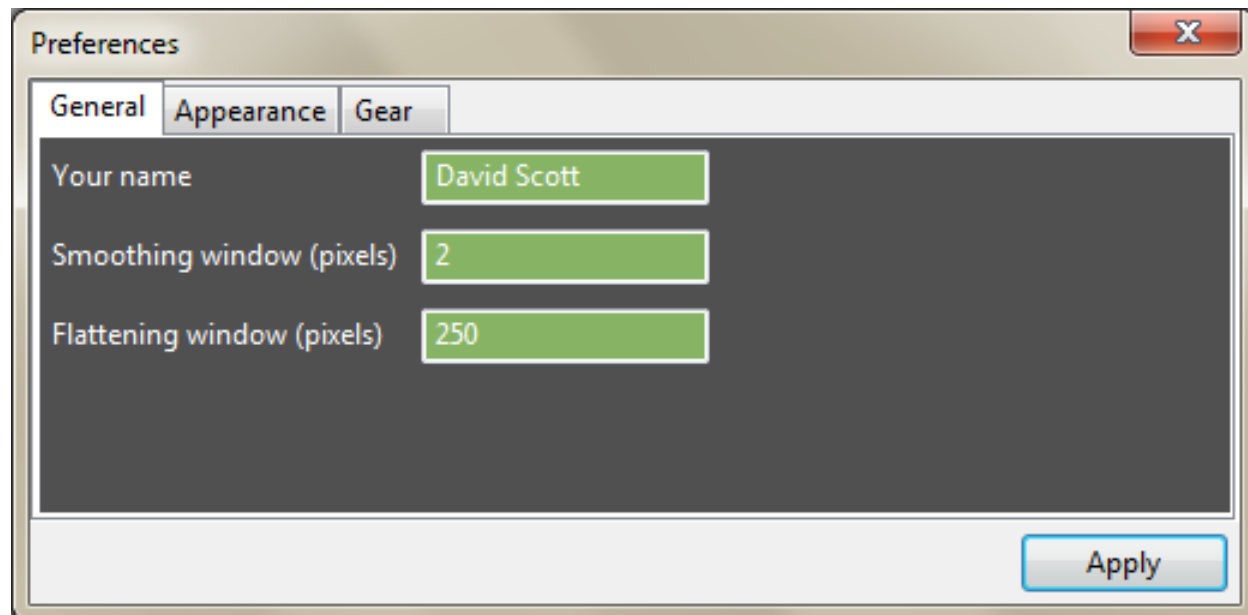 Preferences
General Appearance Gear
Your name David Scott
Smoothing window (pixels) 2
Flattening window (pixels) 250
Apply